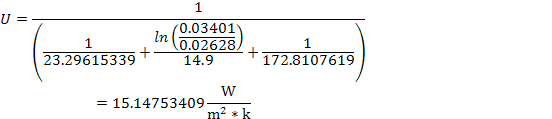 U = 1 / ( 1/23.29615339 + ln(0.03401/0.02628)/14.9 + 1/172.8107619 )
= 15.14753409 W/m² ∗ k